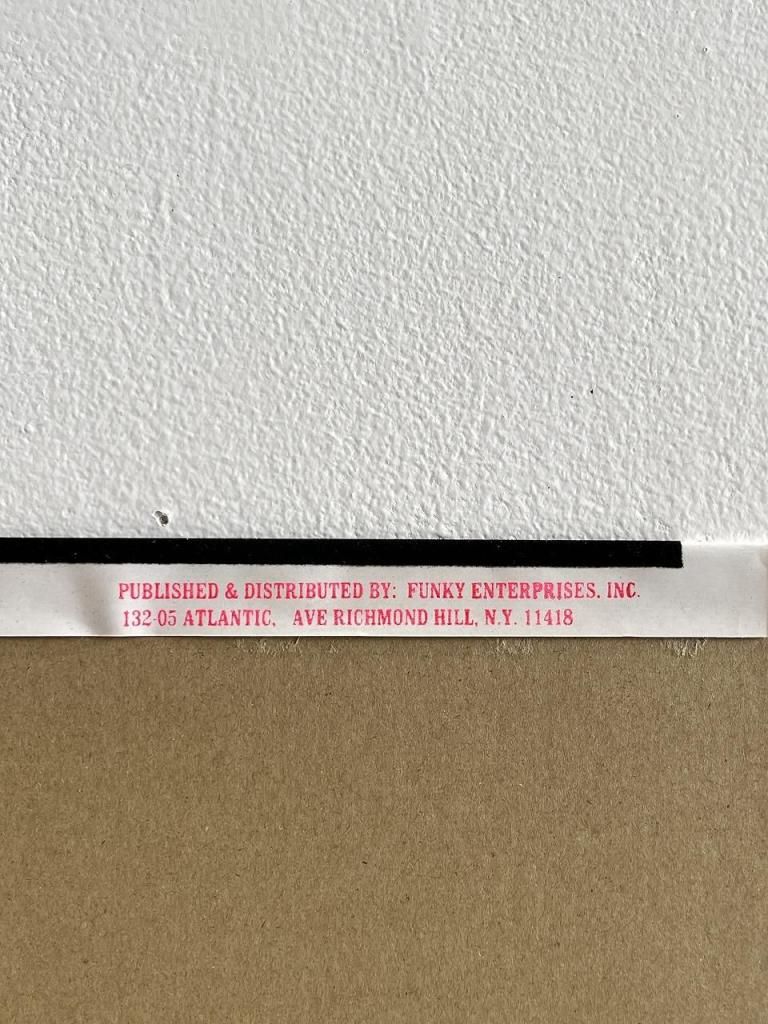 PUBLISHED & DISTRIBUTED BY: FUNKY ENTERPRISES. INC.
132-05 ATLANTIC, AVE RICHMOND HILL, N.Y. 11418